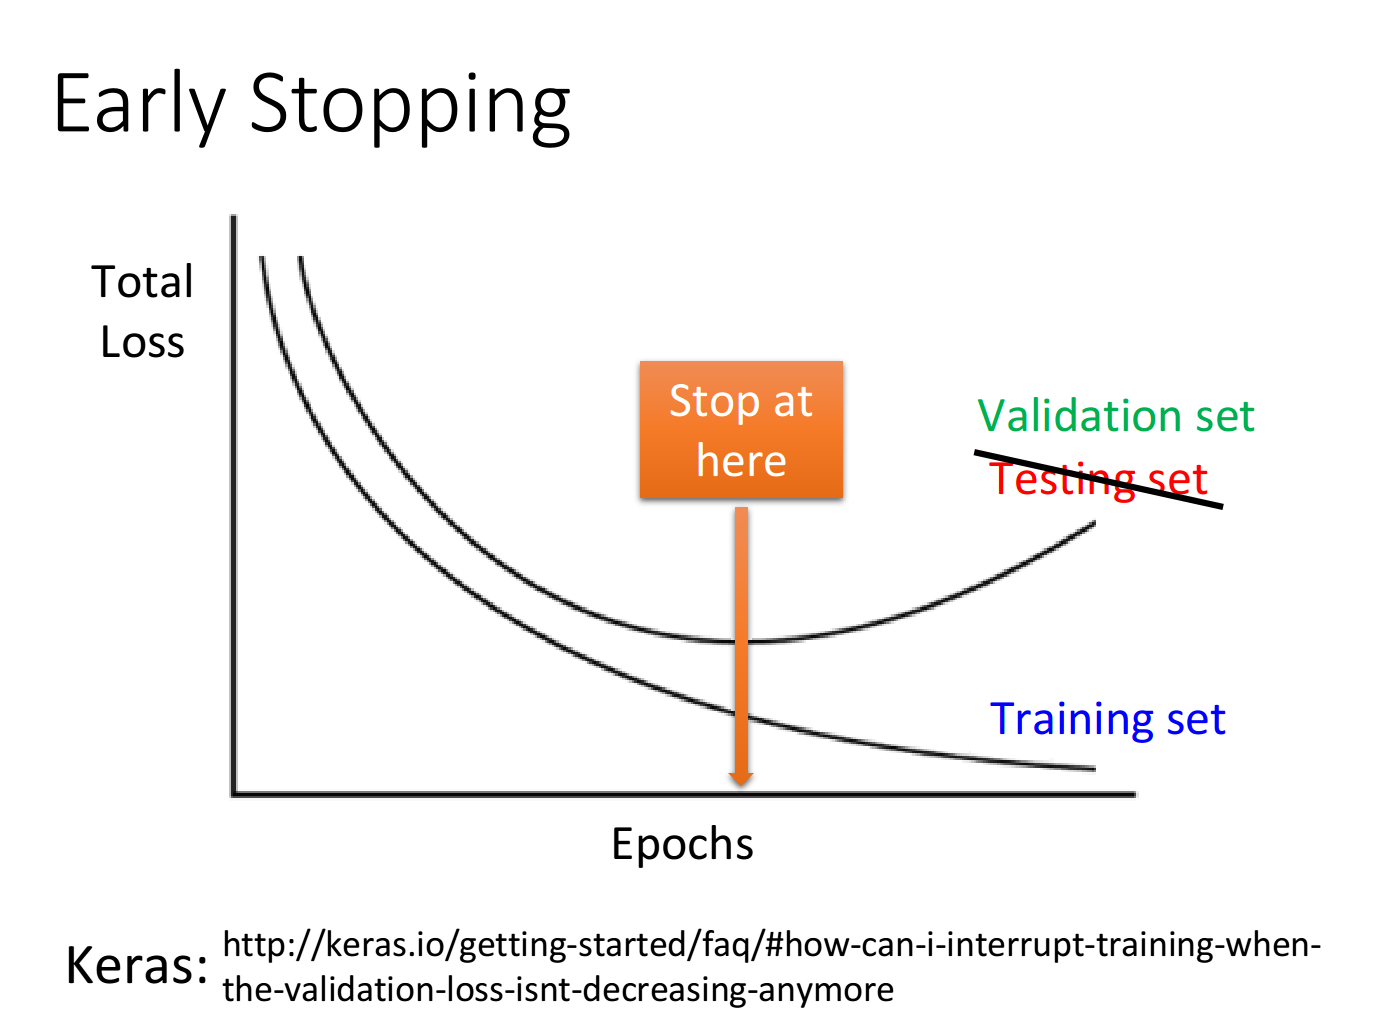 Early Stopping
Total
Loss
Stop at
here
Validation set
Testing set
Training set
Epochs
Keras:
http://keras.io/getting-started/faq/#how-can-i-interrupt-training-when-
the-validation-loss-isnt-decreasing-anymore